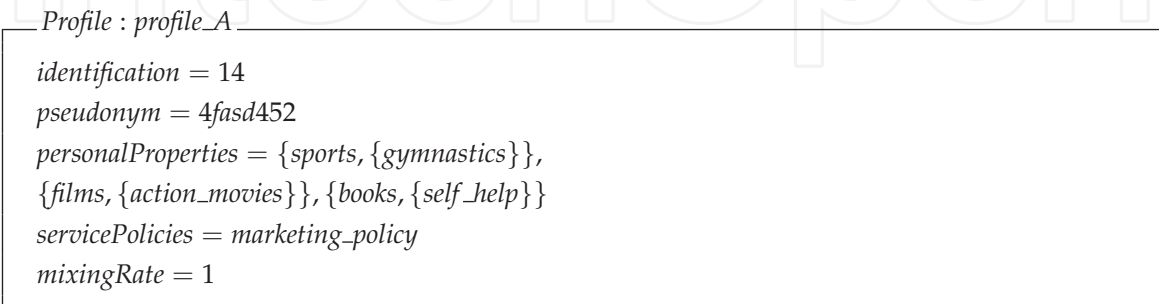 Profile : profile_A
identification = 14
pseudonym = 4fasd452
personalProperties = {sports, {gymnastics}},
{films, {action_movies}}, {books, {self_help}}
servicePolicies = marketing_policy
mixingRate = 1